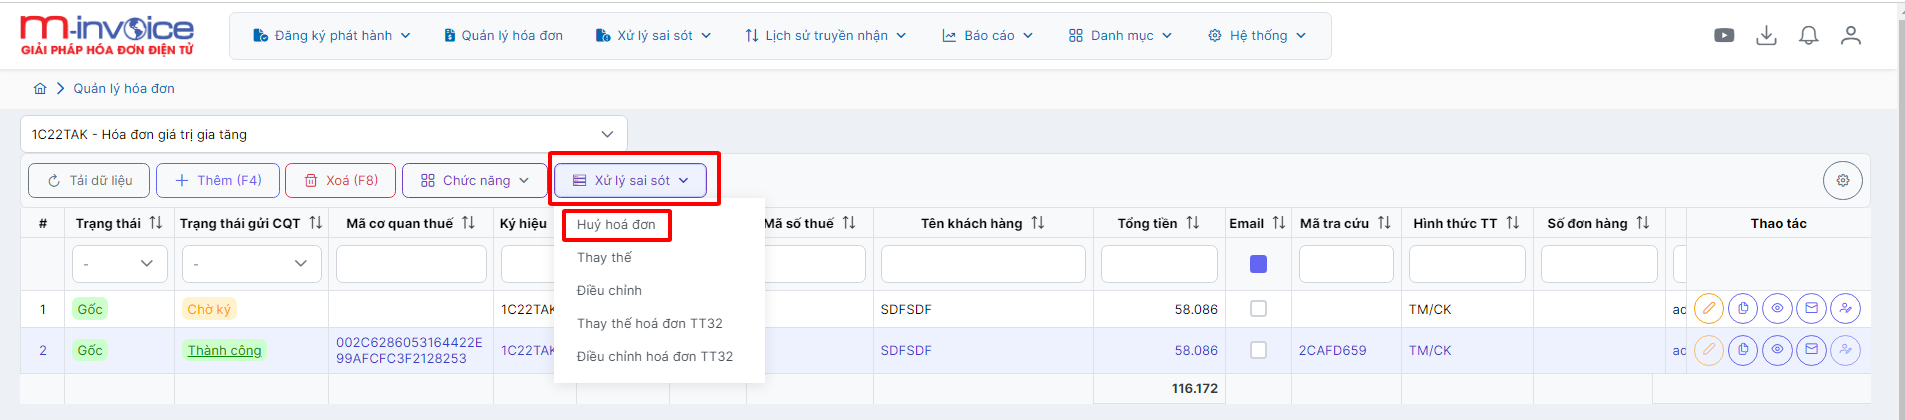 m-invoice
GIẢI PHÁP HÓA ĐƠN ĐIỆN TỬ
Đăng ký phát hành Quản lý hóa đơn Xử lý sai sót Lịch sử truyền nhận Báo cáo Danh mục Hệ thống
Quản lý hóa đơn
1C22TAK - Hóa đơn giá trị gia tăng
Tải dữ liệu Thêm (F4) Xoá (F8) Chức năng Xử lý sai sót
# Trạng thái Trạng thái gửi CQT Mã cơ quan thuế Ký hiệu Mã số thuế Tên khách hàng Tổng tiền Email Mã tra cứu Hình thức TT Số đơn hàng Thao tác
- -
Huỷ hoá đơn
Thay thế
Điều chỉnh
Thay thế hoá đơn TT32
Điều chỉnh hoá đơn TT32
1 Gốc Chờ ký 1C22TAK SDFSDF 58.086 TM/CK ad
2 Gốc Thành công 002C6286053164422E
99AFCFC3F2128253 1C22TAK SDFSDF 58.086 2CAFD659 TM/CK ad
116.172